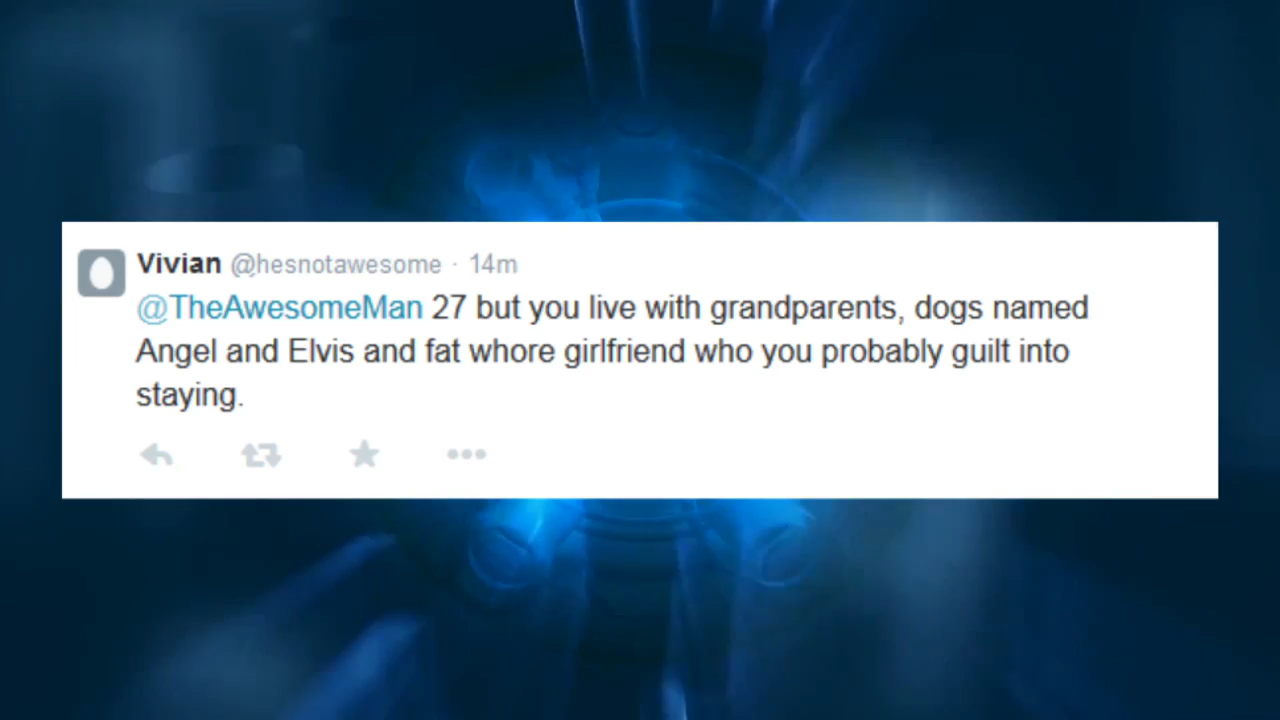 Vivian @hesnotawesome · 14m
@TheAwesomeMan 27 but you live with grandparents, dogs named
Angel and Elvis and fat whore girlfriend who you probably guilt into
staying.